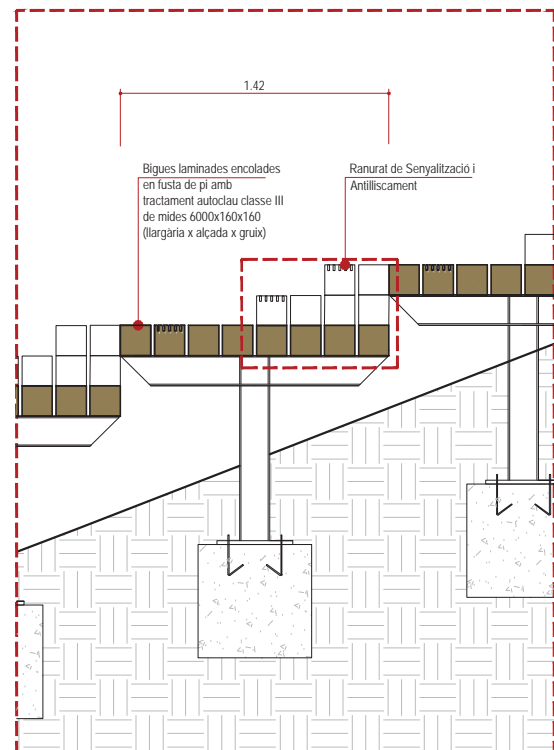 1.42
Bigues laminades encolades
en fusta de pi amb
tractament autoclau classe III
de mides 6000x160x160
(llargària x alçada x gruix)
Ranurat de Senyalització i
Antilliscament